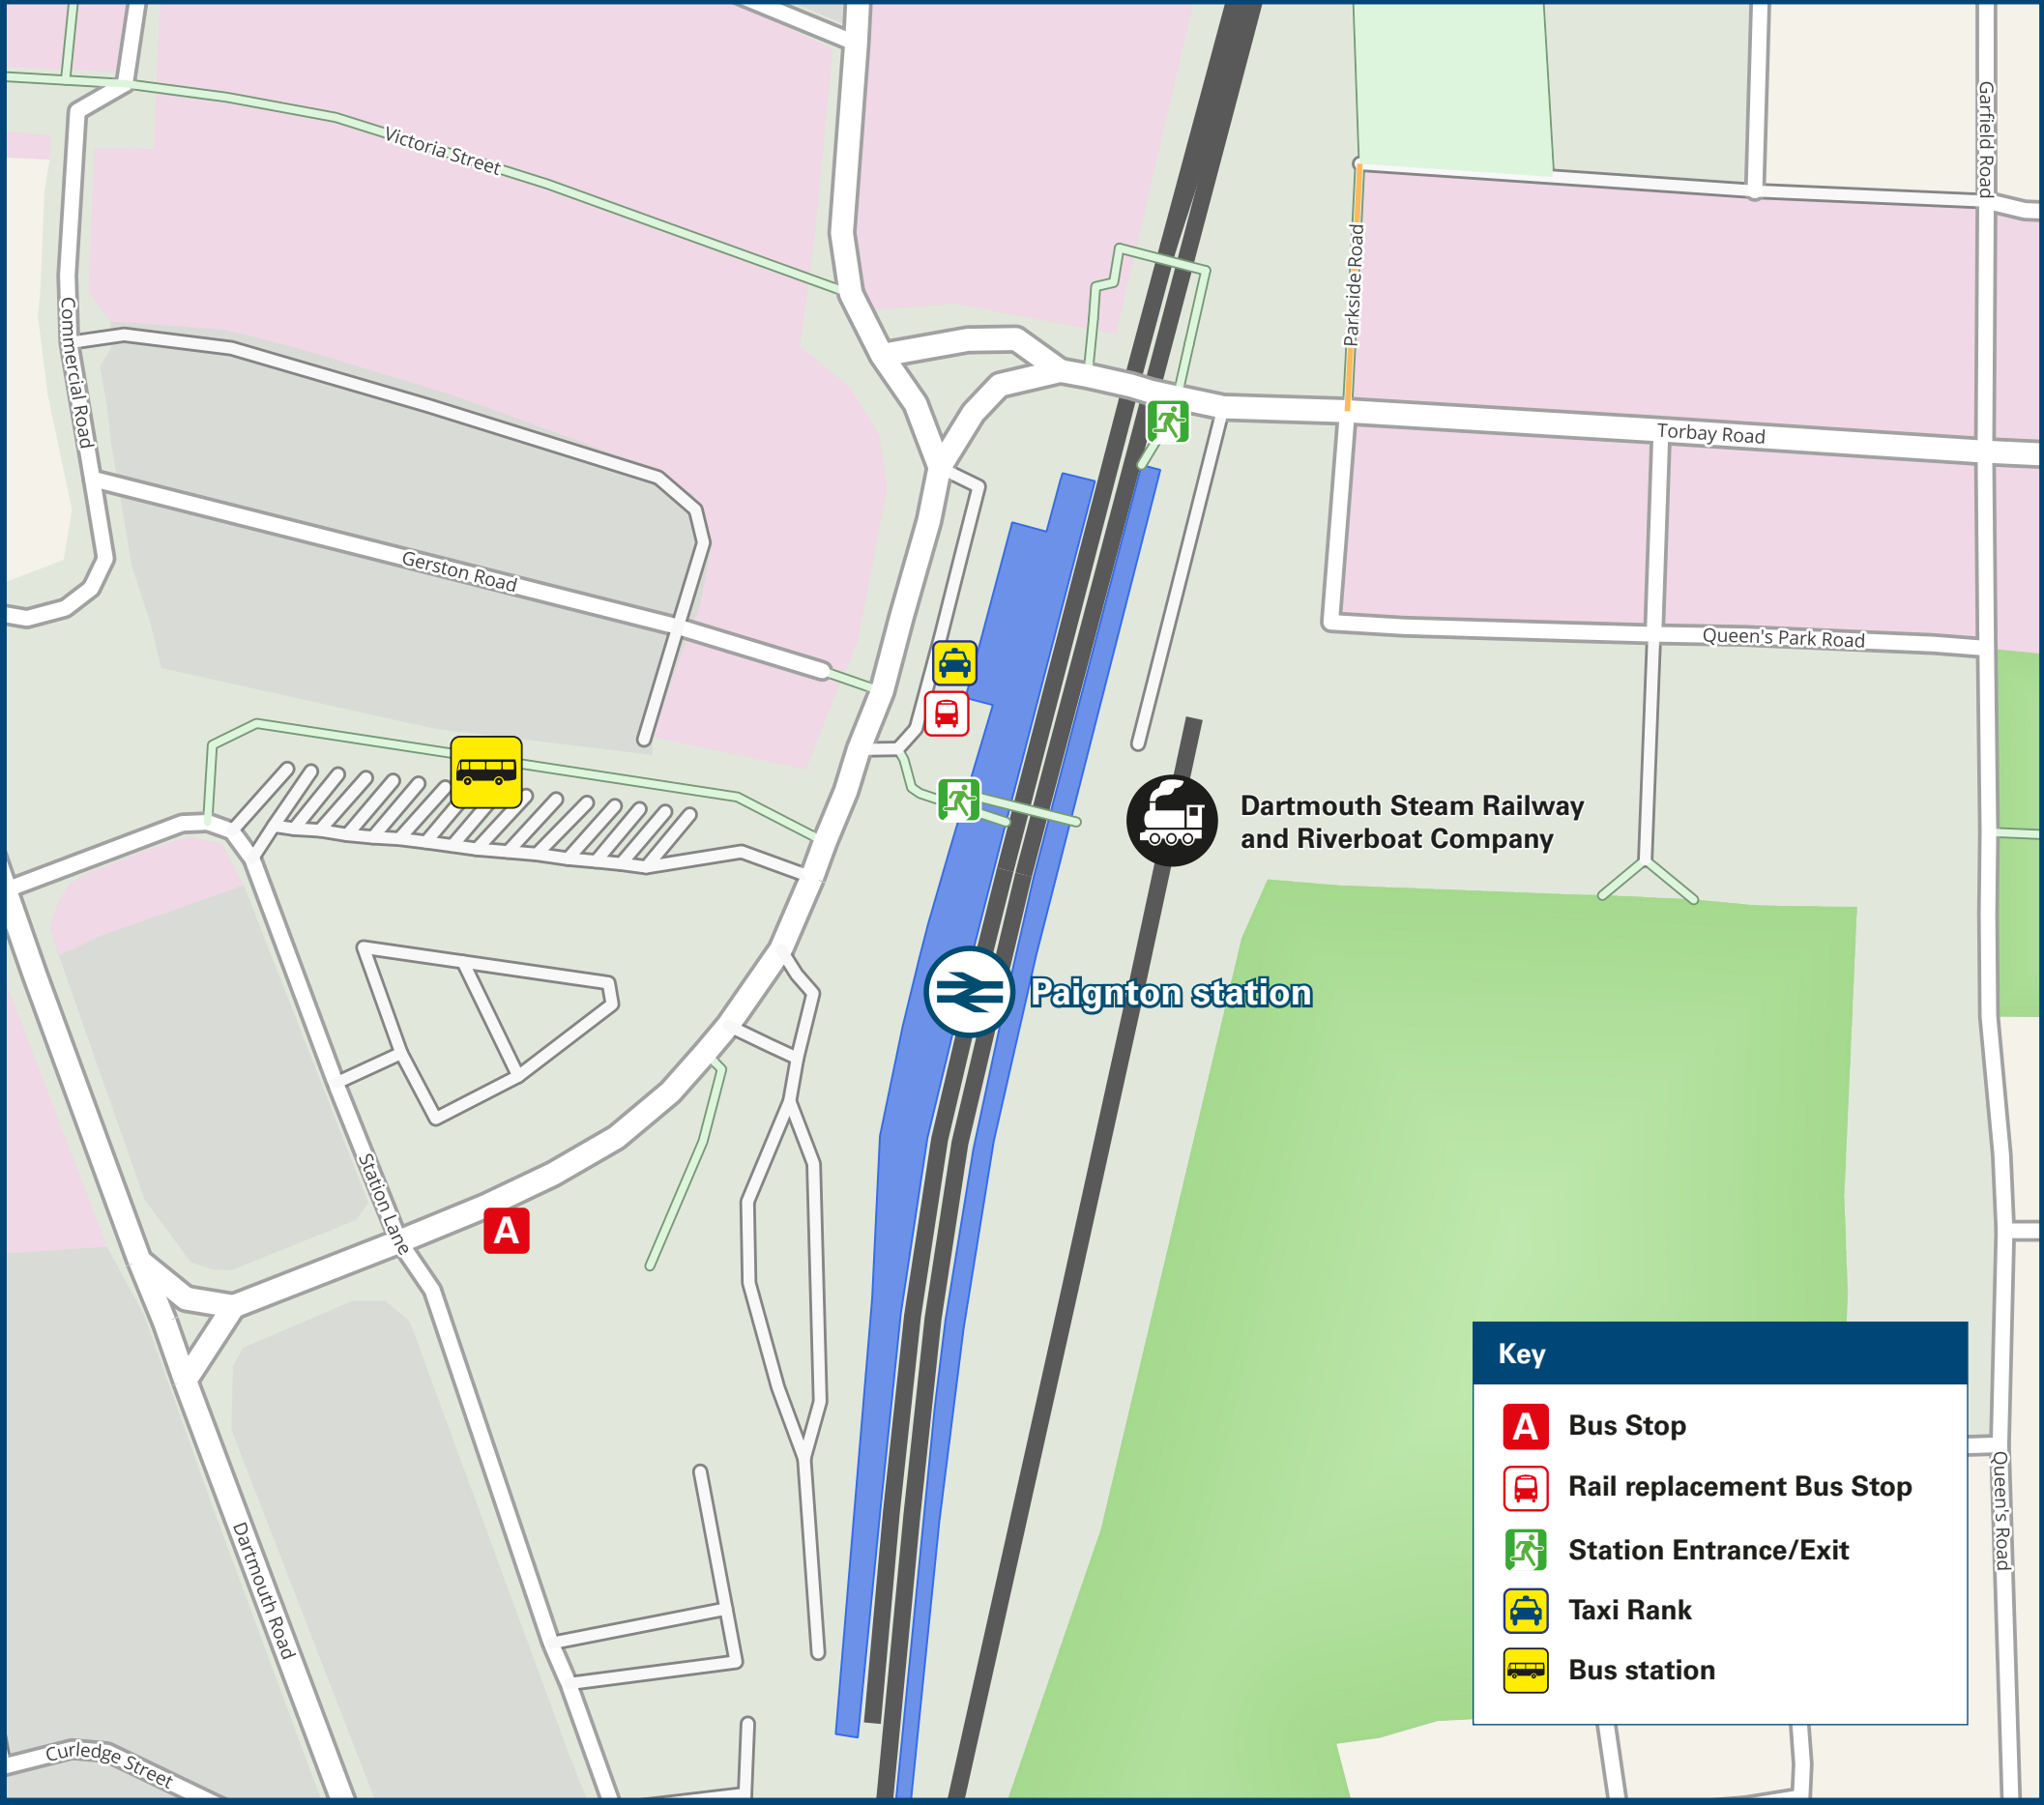 Victoria Street
Garfield Road
Parkside Road
Commercial Road
Torbay Road
Gerston Road
Queen's Park Road
Dartmouth Steam Railway
and Riverboat Company
Paignton station
Station Lane
A
Dartmouth Road
Curledge Street
Queen's Road
Key
A Bus Stop
Rail replacement Bus Stop
Station Entrance/Exit
Taxi Rank
Bus station